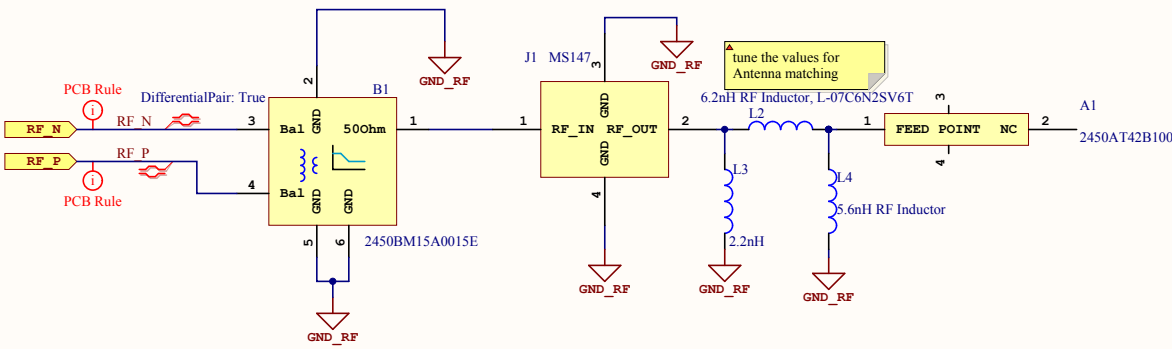 J1 MS147
tune the values for
Antenna matching
GND_RF
GND_RF
6.2nH RF Inductor, L-07C6N2SV6T
PCB Rule
i
DifferentialPair: True
B1
A1
RF_N
RF_N
3
Bal
GND
2
50Ohm
1
1
RF_IN
RF_OUT
GND
3
2
L2
1
FEED POINT
NC
3
2
2450AT42B100
RF_P
RF_P
i
PCB Rule
4
Bal
GND
GND
5
6
2450BM15A0015E
GND
4
L3
2.2nH
L4
5.6nH RF Inductor
4
GND_RF
GND_RF
GND_RF
GND_RF